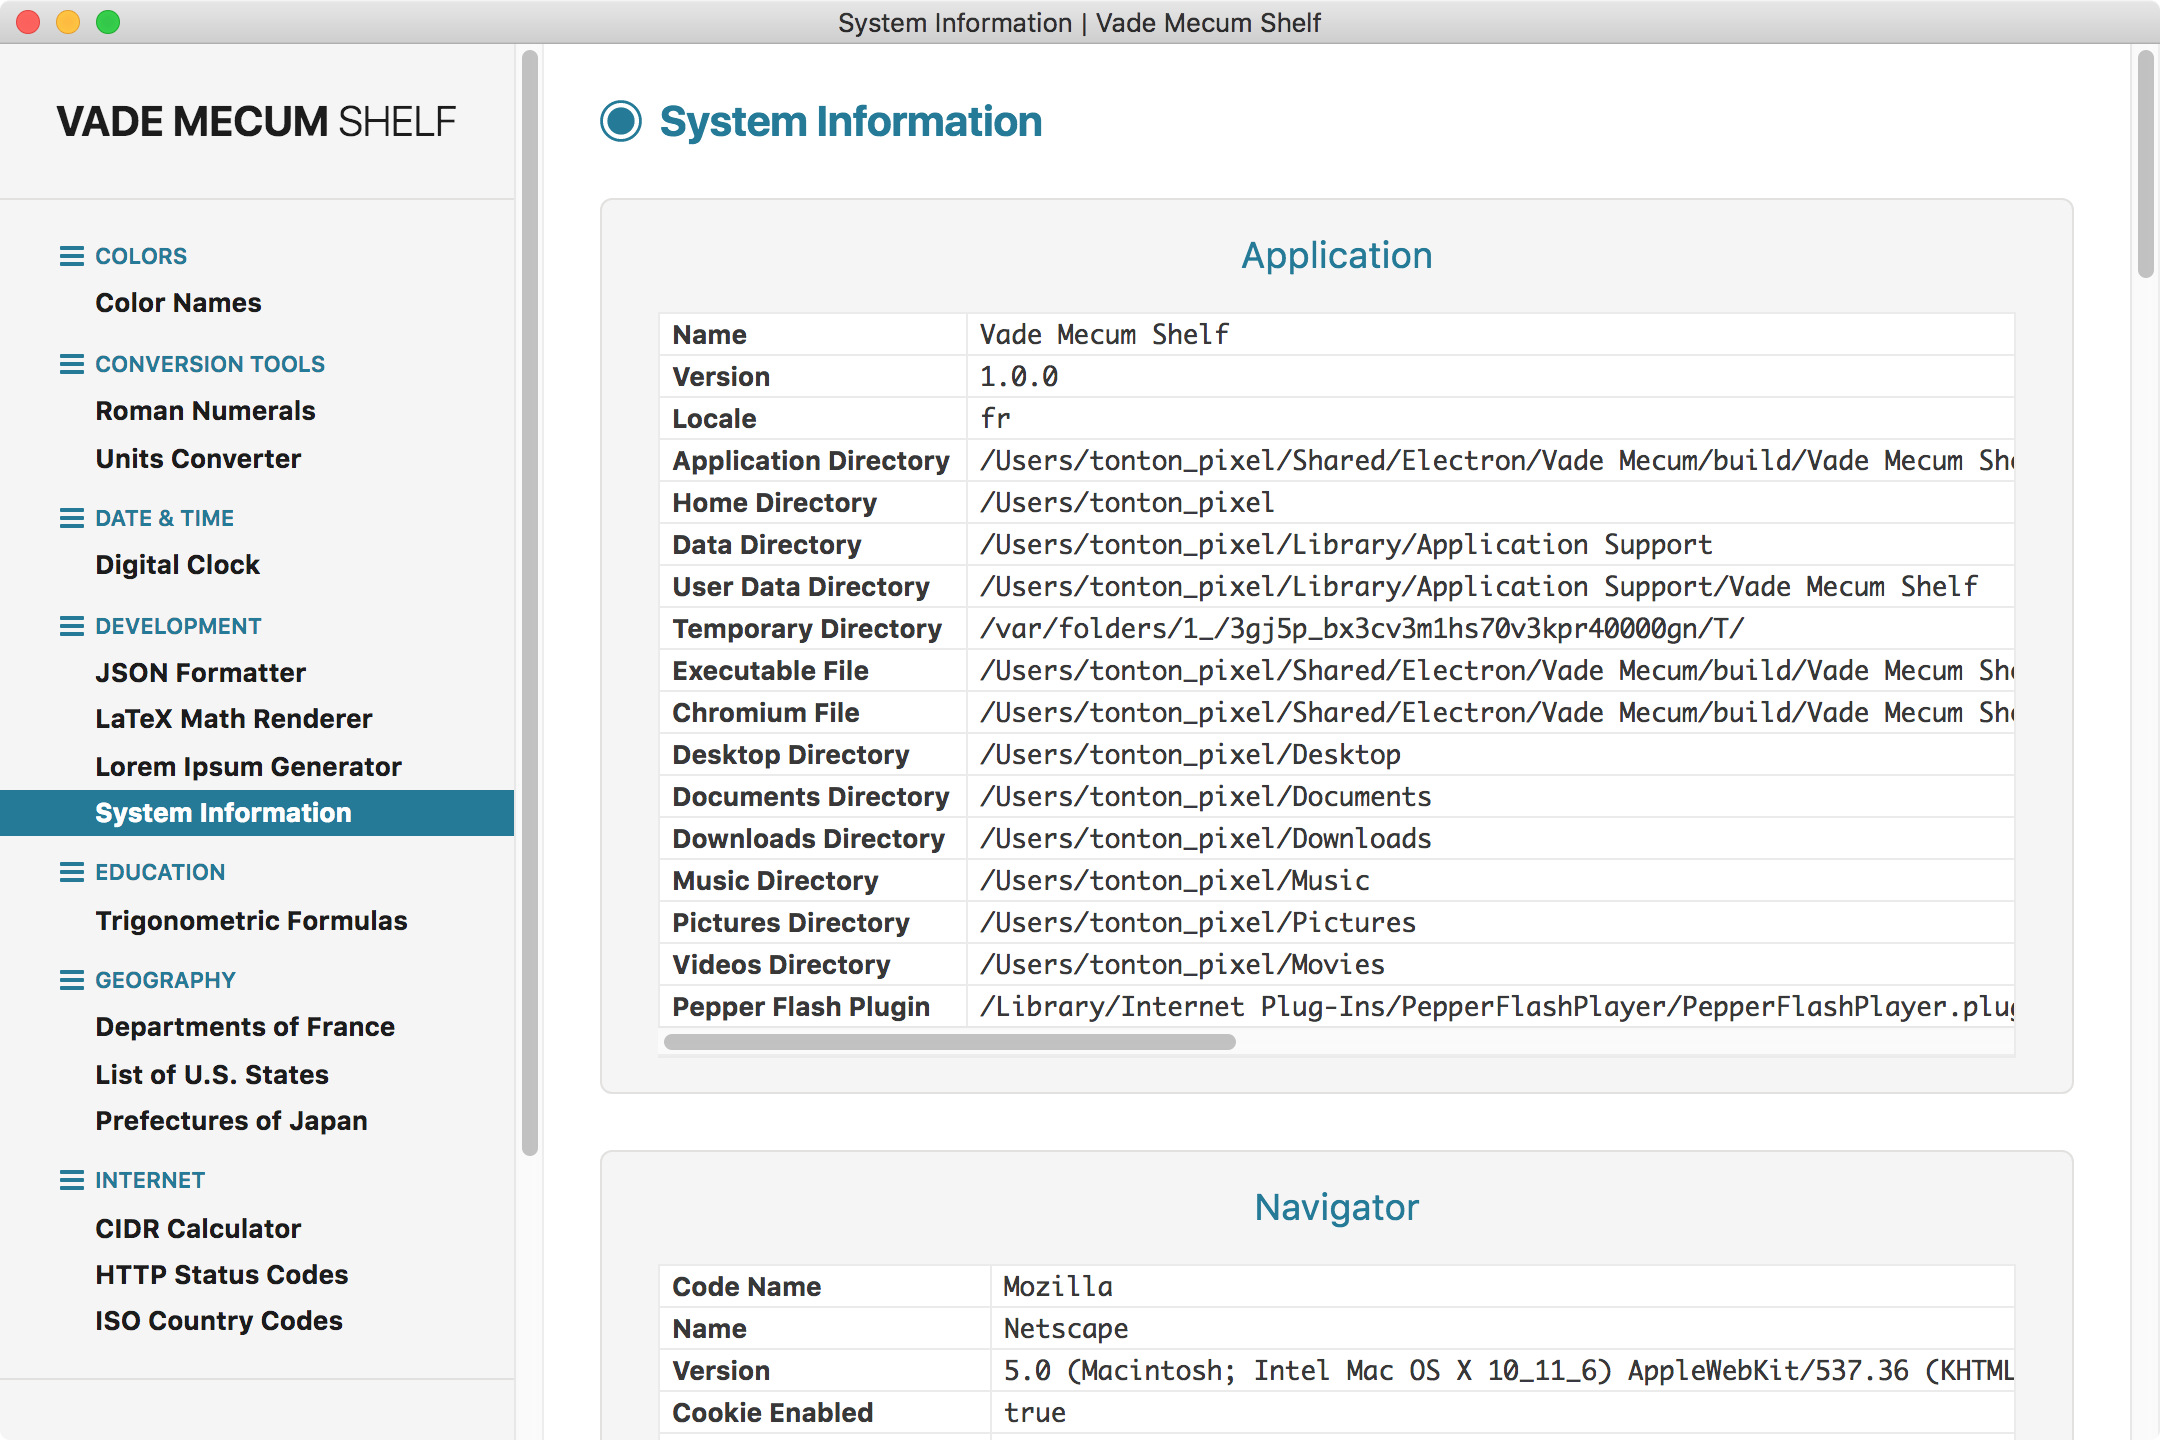 System Information | Vade Mecum Shelf
VADE MECUM SHELF
COLORS
Color Names
CONVERSION TOOLS
Roman Numerals
Units Converter
DATE & TIME
Digital Clock
DEVELOPMENT
JSON Formatter
LaTeX Math Renderer
Lorem Ipsum Generator
System Information
EDUCATION
Trigonometric Formulas
GEOGRAPHY
Departments of France
List of U.S. States
Prefectures of Japan
INTERNET
CIDR Calculator
HTTP Status Codes
ISO Country Codes
System Information
Application
Name Vade Mecum Shelf
Version 1.0.0
Locale fr
Application Directory /Users/tonton_pixel/Shared/Electron/Vade Mecum/build/Vade Mecum She
Home Directory /Users/tonton_pixel
Data Directory /Users/tonton_pixel/Library/Application Support
User Data Directory /Users/tonton_pixel/Library/Application Support/Vade Mecum Shelf
Temporary Directory /var/folders/1_/3gj5p_bx3cv3m1hs70v3kpr40000gn/T/
Executable File /Users/tonton_pixel/Shared/Electron/Vade Mecum/build/Vade Mecum She
Chromium File /Users/tonton_pixel/Shared/Electron/Vade Mecum/build/Vade Mecum She
Desktop Directory /Users/tonton_pixel/Desktop
Documents Directory /Users/tonton_pixel/Documents
Downloads Directory /Users/tonton_pixel/Downloads
Music Directory /Users/tonton_pixel/Music
Pictures Directory /Users/tonton_pixel/Pictures
Videos Directory /Users/tonton_pixel/Movies
Pepper Flash Plugin /Library/Internet Plug-Ins/PepperFlashPlayer/PepperFlashPlayer.plug
Navigator
Code Name Mozilla
Name Netscape
Version 5.0 (Macintosh; Intel Mac OS X 10_11_6) AppleWebKit/537.36 (KHTML
Cookie Enabled true